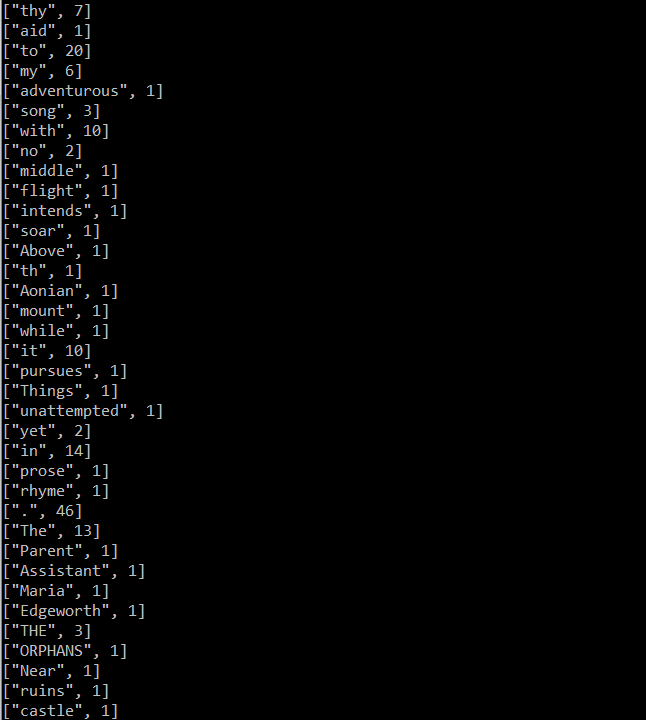 ["thy", 7]
["aid", 1]
["to", 20]
["my", 6]
["adventurous", 1]
["song", 3]
["with", 10]
["no", 2]
["middle", 1]
["flight", 1]
["intends", 1]
["soar", 1]
["Above", 1]
["th", 1]
["Aonian", 1]
["mount", 1]
["while", 1]
["it", 10]
["pursues", 1]
["Things", 1]
["unattempted", 1]
["yet", 2]
["in", 14]
["prose", 1]
["rhyme", 1]
[".", 46]
["The", 13]
["Parent", 1]
["Assistant", 1]
["Maria", 1]
["Edgeworth", 1]
["THE", 3]
["ORPHANS", 1]
["Near", 1]
["ruins", 1]
["castle", 1]